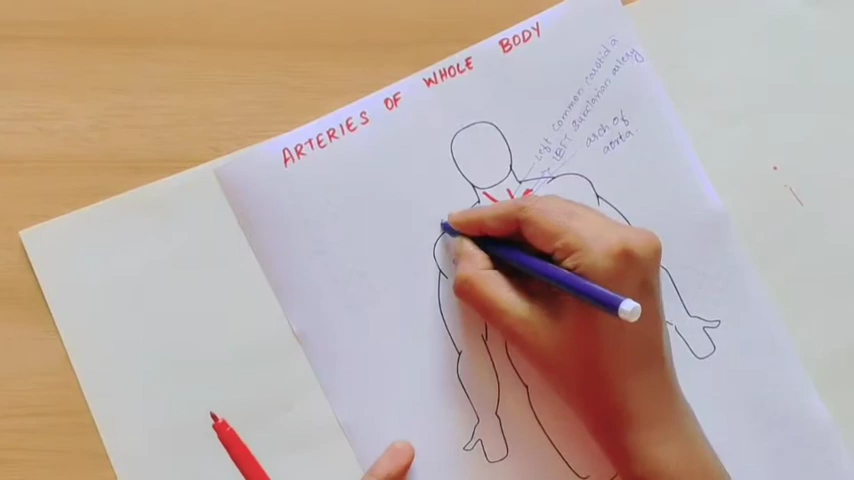 ARTERIES OF WHOLE BODY
Left common carotid a
LEFT subclavian artery
arch of
aorta.